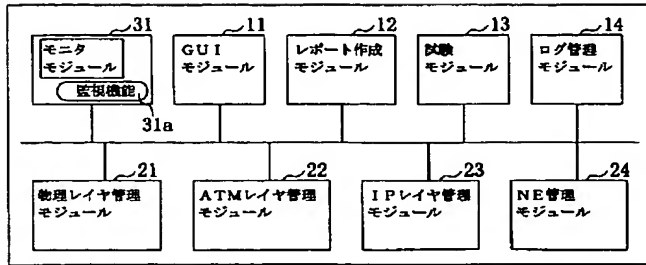 31
モニタ
モジュール
監視機能
31a
11
GUI
モジュール
12
レポート作成
モジュール
13
試験
モジュール
14
ログ管理
モジュール
21
物理レイヤ管理
モジュール
22
ATMレイヤ管理
モジュール
23
IPレイヤ管理
モジュール
24
NE管理
モジュール